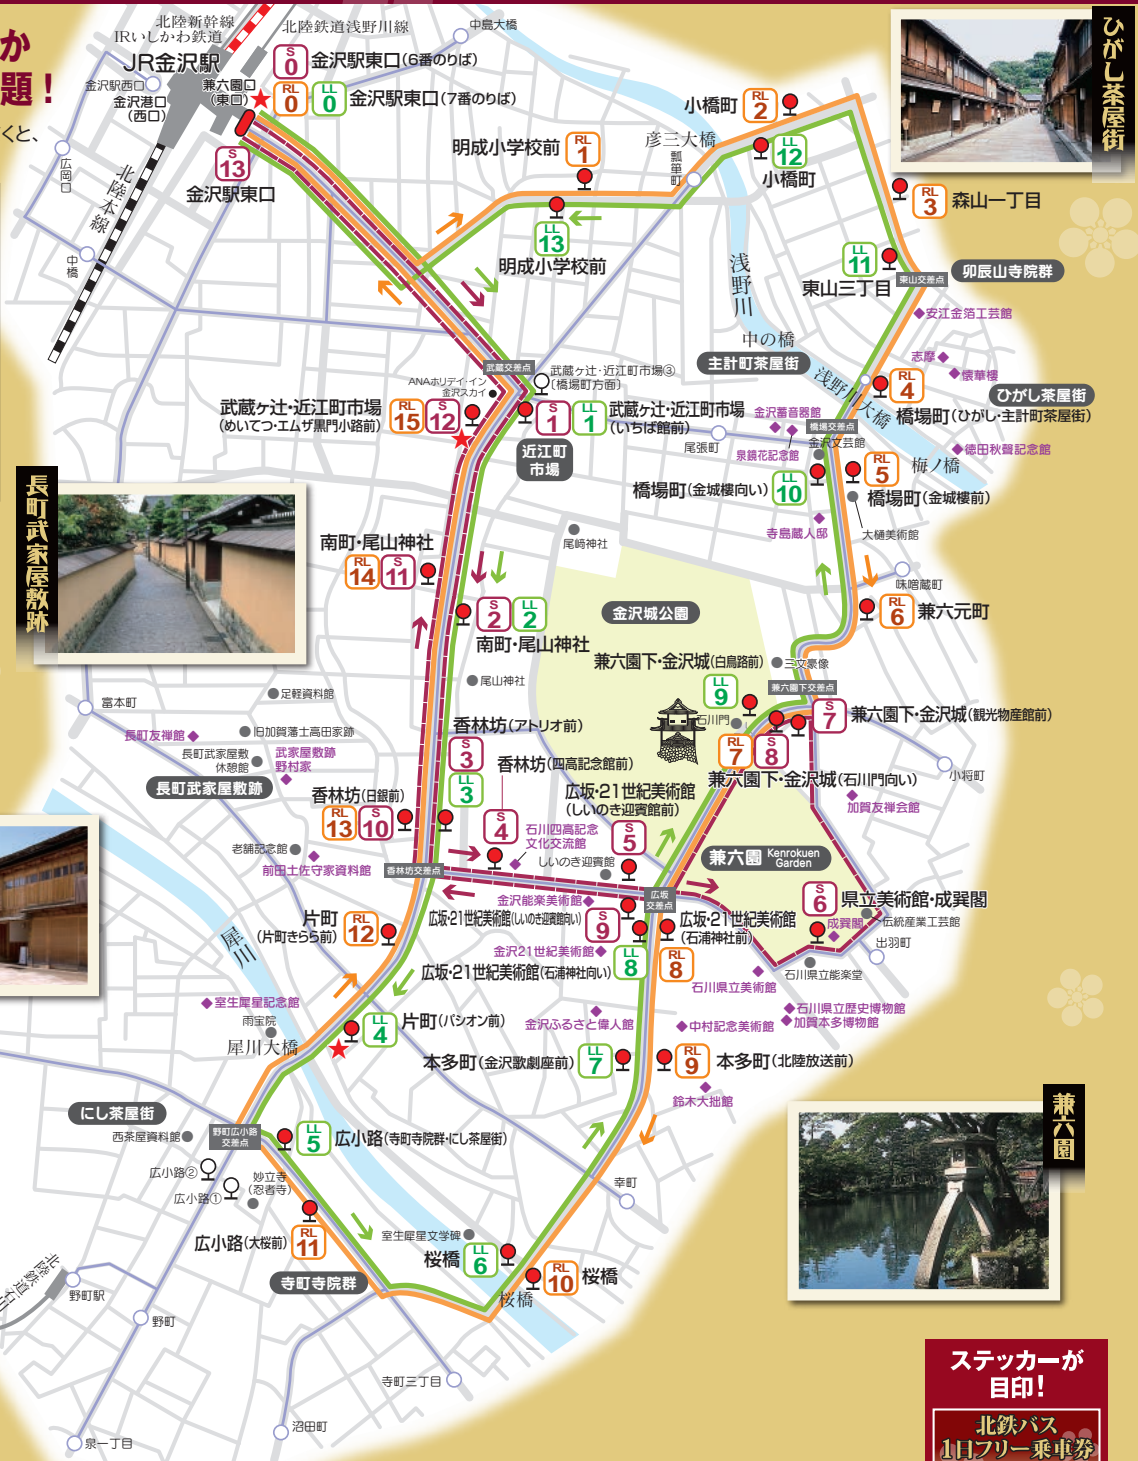 か
題！
くと、
北陸新幹線
IRいしかわ鉄道
北陸鉄道浅野川線
中島大橋
JR金沢駅
金沢駅西口
金沢港口
(西口)
兼六園口
(東口)
S
0
金沢駅東口(6番のりば)
RL
0
LL
0
金沢駅東口(7番のりば)
S
13
金沢駅東口
広岡口
北陸本線
中橋
明成小学校前
RL
1
LL
13
明成小学校前
小橋町
RL
2
彦三大橋
瓢箪町
LL
12
小橋町
ひがし茶屋街
RL
3
森山一丁目
LL
11
東山三丁目
東山交差点
卯辰山寺院群
浅野川
中の橋
安江金箔工芸館
志摩
懐華樓
主計町茶屋街
浅野川大橋
ひがし茶屋街
RL
4
橋場町(ひがし・主計町茶屋街)
武蔵交差点
武蔵ヶ辻・近江町市場③
〔橋場町方面〕
ANAホリデイ・イン
金沢スカイ
武蔵ヶ辻・近江町市場
(めいてつ・エムザ黒門小路前)
RL
15
S
12
S
1
LL
1
武蔵ヶ辻・近江町市場
(いちば館前)
近江町
市場
金沢蓄音器館
泉鏡花記念館
尾張町
橋場交差点
金沢文芸館
徳田秋聲記念館
RL
5
梅ノ橋
橋場町(金城樓向い)
LL
10
橋場町(金城樓前)
大樋美術館
寺島蔵人邸
長町武家屋敷跡
南町・尾山神社
RL
14
S
11
尾﨑神社
味噌蔵町
S
2
LL
2
南町・尾山神社
金沢城公園
RL
6
兼六元町
兼六園下・金沢城(白鳥路前)
三文豪像
LL
9
兼六園下交差点
尾山神社
足軽資料館
富本町
長町友禅館
旧加賀藩士高田家跡
長町武家屋敷
休憩館
武家屋敷跡
野村家
長町武家屋敷跡
石川門
S
7
兼六園下・金沢城(観光物産館前)
RL
7
S
8
兼六園下・金沢城(石川門向い)
小将町
加賀友禅会館
香林坊(アトリオ前)
S
3
LL
3
香林坊(四高記念館前)
S
4
広坂・21世紀美術館
(しいのき迎賓館前)
S
5
香林坊(日銀前)
RL
13
S
10
老舗記念館
前田土佐守家資料館
石川四高記念
文化交流館
しいのき迎賓館
香林坊交差点
広坂
交差点
兼六園 Kenrokuen
Garden
S
6
県立美術館・成巽閣
成巽閣
伝統産業工芸館
出羽町
片町
(片町きらら前)
RL
12
金沢能楽美術館
広坂・21世紀美術館(しいのき迎賓館向い)
S
9
広坂・21世紀美術館
(石浦神社前)
金沢21世紀美術館
広坂・21世紀美術館(石浦神社向い)
LL
8
RL
8
石川県立能楽堂
石川県立美術館
石川県立歴史博物館
加賀本多博物館
犀川
室生犀星記念館
雨宝院
犀川大橋
LL
4
片町(パシオン前)
金沢ふるさと偉人館
中村記念美術館
本多町(金沢歌劇座前)
LL
7
RL
9
本多町(北陸放送前)
鈴木大拙館
にし茶屋街
西茶屋資料館
野町広小路
交差点
LL
5
広小路(寺町寺院群・にし茶屋街)
広小路②
広小路①
妙立寺
(忍者寺)
兼六園
幸町
広小路(大桜前)
RL
11
室生犀星文学碑
桜橋
LL
6
RL
10
桜橋
桜橋
寺町寺院群
北陸鉄道石川
野町駅
野町
寺町三丁目
沼田町
泉一丁目
ステッカーが
目印！
北鉄バス
1日フリー乗車券